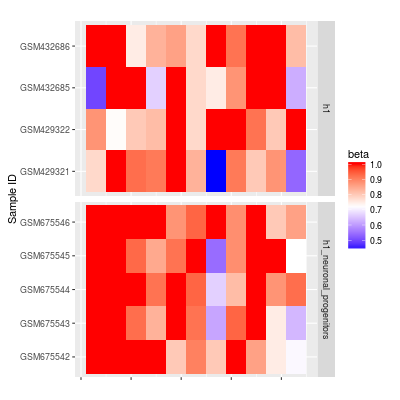 GSM432686
GSM432685
GSM429322
GSM429321
h1
GSM675546
GSM675545
GSM675544
GSM675543
GSM675542
h1_neuronal_progenitors
Sample ID
beta
1.0
0.9
0.8
0.7
0.6
0.5